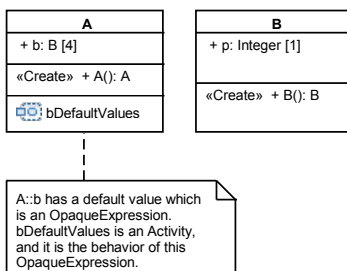 A
+ b: B [4]
«Create» + A(): A
bDefaultValues
B
+ p: Integer [1]
«Create» + B(): B
A::b has a default value which
is an OpaqueExpression.
bDefaultValues is an Activity,
and it is the behavior of this
OpaqueExpression.